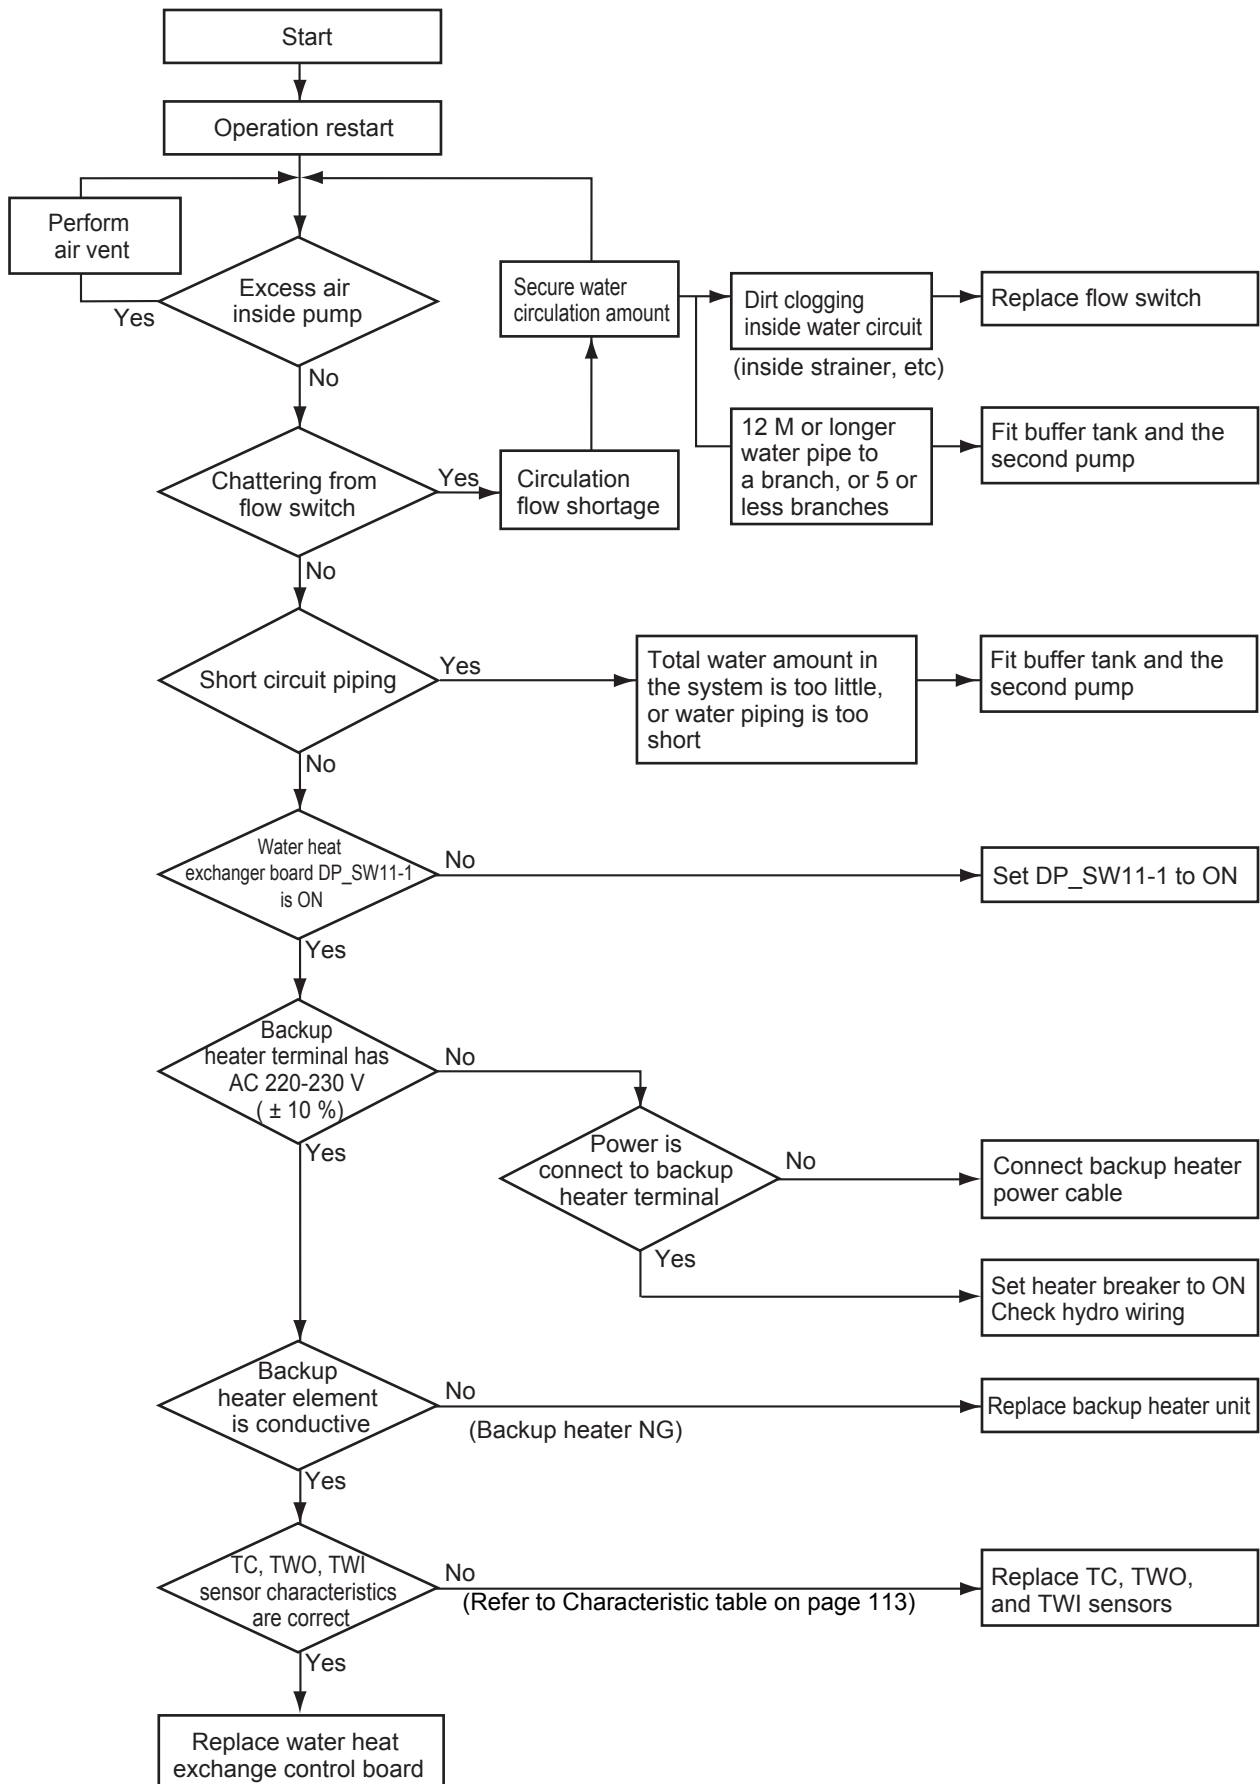 Start
Operation restart
Perform
air vent
Yes
Excess air
inside pump
No
Secure water
circulation amount
Dirt clogging
inside water circuit
(inside strainer, etc)
Replace flow switch
12 M or longer
water pipe to
a branch, or 5 or
less branches
Fit buffer tank and the
second pump
Chattering from
flow switch
Yes
Circulation
flow shortage
No
Short circuit piping
Yes
Total water amount in
the system is too little,
or water piping is too
short
Fit buffer tank and the
second pump
No
Water heat
exchanger board DP_SW11-1
is ON
No
Set DP_SW11-1 to ON
Yes
Backup
heater terminal has
AC 220-230 V
( ± 10 %)
No
Yes
Power is
connect to backup
heater terminal
No
Connect backup heater
power cable
Yes
Set heater breaker to ON
Check hydro wiring
Backup
heater element
is conductive
No
(Backup heater NG)
Replace backup heater unit
Yes
TC, TWO, TWI
sensor characteristics
are correct
No
(Refer to Characteristic table on page 113)
Replace TC, TWO,
and TWI sensors
Yes
Replace water heat
exchange control board